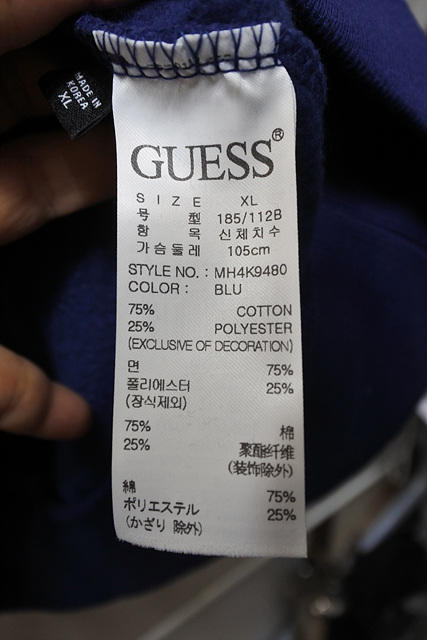 MADE IN
KOREA
XL
GUESS®
SIZE XL
号 型 185/112B
항 목 신체치수
가슴둘레 105cm
STYLE NO. : MH4K9480
COLOR : BLU
75% COTTON
25% POLYESTER
(EXCLUSIVE OF DECORATION)
면 75%
폴리에스터 25%
(장식제외)
75% 棉
25% 聚酯纤维
(装饰除外)
綿 75%
ポリエステル 25%
(かざり 除外)